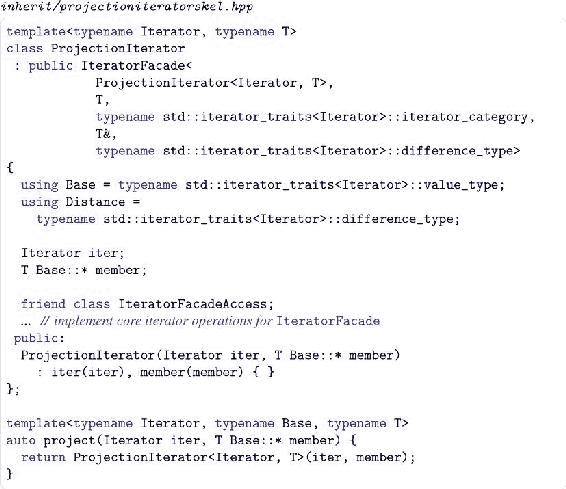 inherit/projectioniteratorskel.hpp
template<typename Iterator, typename T>
class ProjectionIterator
 : public IteratorFacade<
            ProjectionIterator<Iterator, T>,
            T,
            typename std::iterator_traits<Iterator>::iterator_category,
            T&,
            typename std::iterator_traits<Iterator>::difference_type>
{
  using Base = typename std::iterator_traits<Iterator>::value_type;
  using Distance =
    typename std::iterator_traits<Iterator>::difference_type;
  Iterator iter;
  T Base::* member;
  friend class IteratorFacadeAccess;
  ... // implement core iterator operations for IteratorFacade
 public:
  ProjectionIterator(Iterator iter, T Base::* member)
    : iter(iter), member(member) { }
};
template<typename Iterator, typename Base, typename T>
auto project(Iterator iter, T Base::* member) {
  return ProjectionIterator<Iterator, T>(iter, member);
}